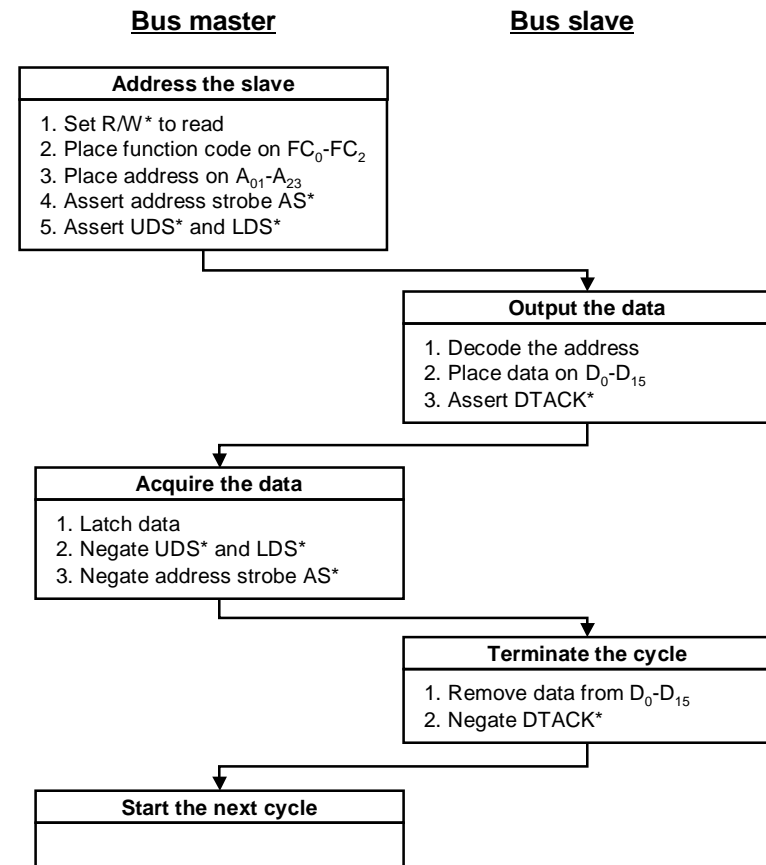 Bus master
Bus slave
Address the slave
1. Set R/W* to read
2. Place function code on FC₀-FC₂
3. Place address on A₀₁-A₂₃
4. Assert address strobe AS*
5. Assert UDS* and LDS*
Output the data
1. Decode the address
2. Place data on D₀-D₁₅
3. Assert DTACK*
Acquire the data
1. Latch data
2. Negate UDS* and LDS*
3. Negate address strobe AS*
Terminate the cycle
1. Remove data from D₀-D₁₅
2. Negate DTACK*
Start the next cycle